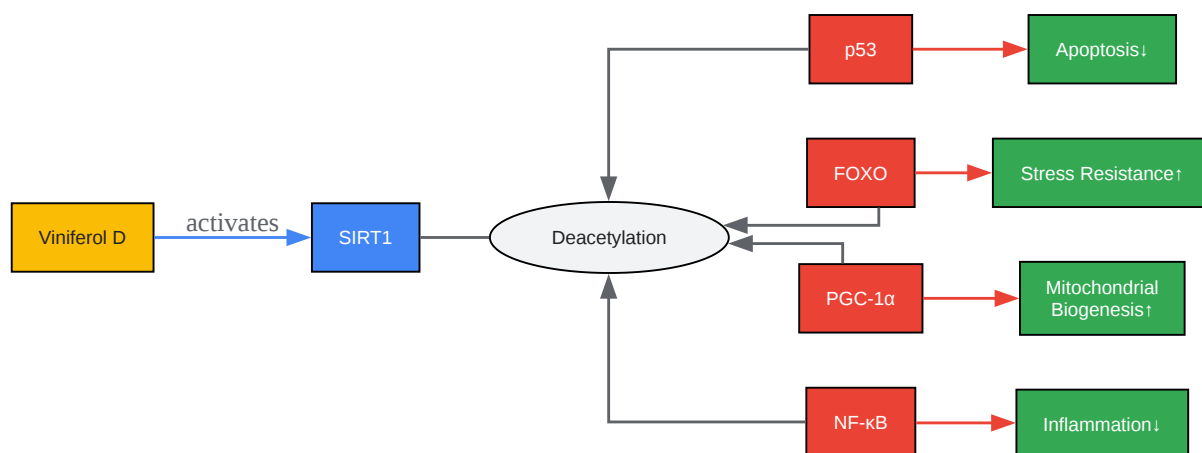 p53
Apoptosis↓
FOXO
Stress Resistance↑
activates
Viniferol D
SIRT1
Deacetylation
PGC-1α
Mitochondrial
Biogenesis↑
NF-κB
Inflammation↓